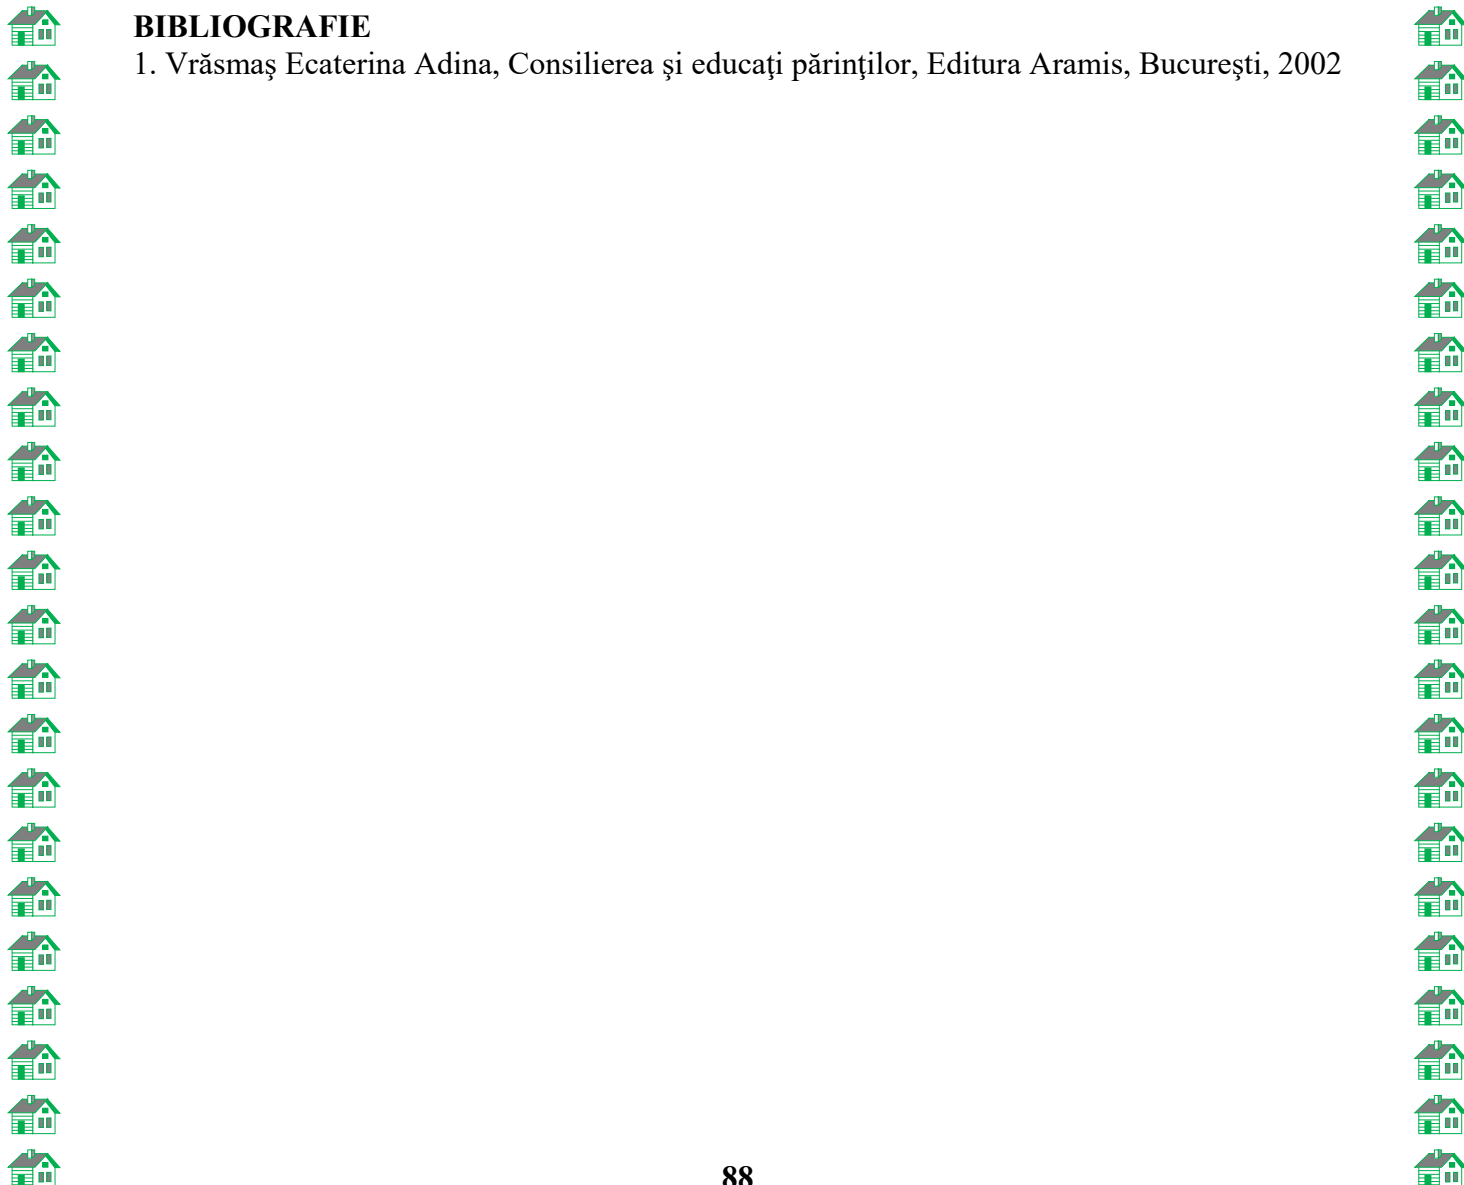 BIBLIOGRAFIE
1. Vrăsmaş Ecaterina Adina, Consilierea şi educaţi părinţilor, Editura Aramis, Bucureşti, 2002
88